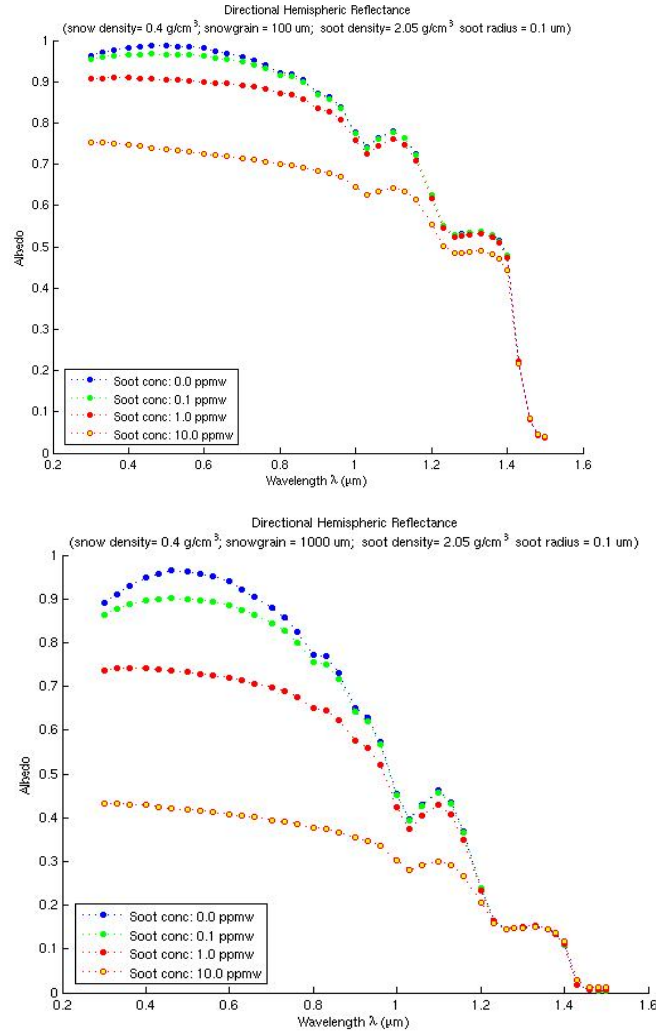 Directional Hemispheric Reflectance
(snow density= 0.4 g/cm³; snowgrain = 100 um;  soot density= 2.05 g/cm³  soot radius = 0.1 um)
1
0.9
0.8
0.7
0.6
0.5
0.4
0.3
0.2
0.1
0
Albedo
Soot conc: 0.0 ppmw
Soot conc: 0.1 ppmw
Soot conc: 1.0 ppmw
Soot conc: 10.0 ppmw
0.2 0.4 0.6 0.8 1 1.2 1.4 1.6
Wavelength λ (μm)
Directional Hemispheric Reflectance
(snow density= 0.4 g/cm³; snowgrain = 1000 um;  soot density= 2.05 g/cm³  soot radius = 0.1 um)
1
0.9
0.8
0.7
0.6
0.5
0.4
0.3
0.2
0.1
0
Albedo
Soot conc: 0.0 ppmw
Soot conc: 0.1 ppmw
Soot conc: 1.0 ppmw
Soot conc: 10.0 ppmw
0.2 0.4 0.6 0.8 1 1.2 1.4 1.6
Wavelength λ (μm)